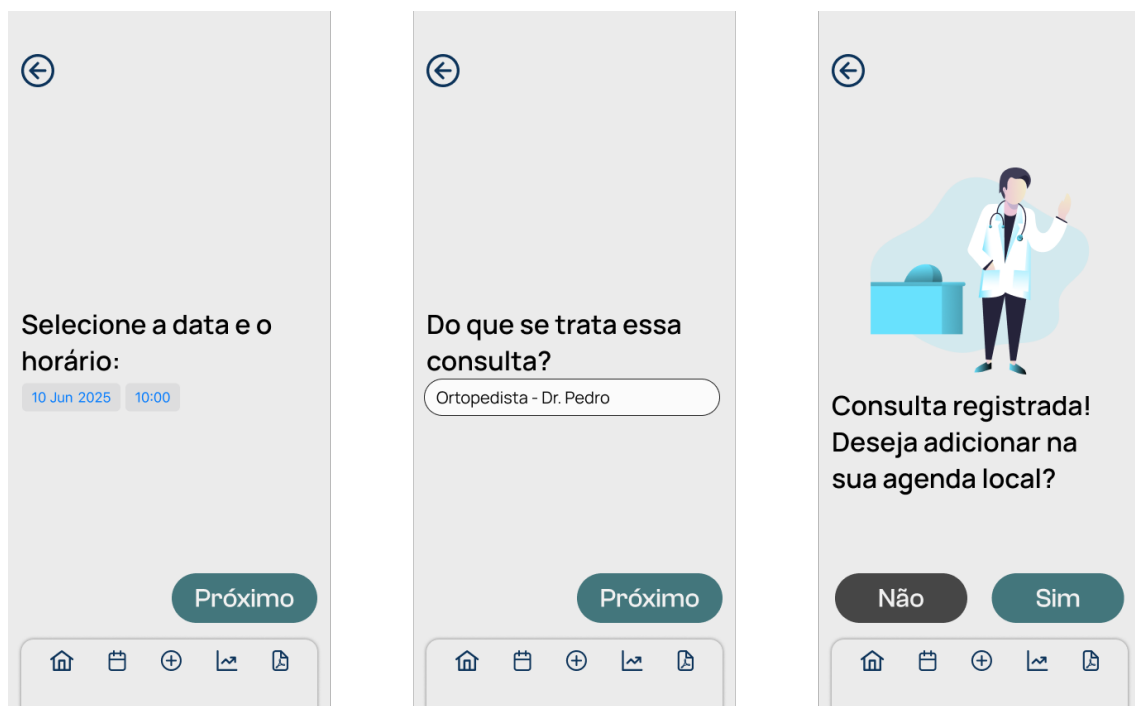 Selecione a data e o
horário:
10 Jun 2025 10:00
Próximo
Do que se trata essa
consulta?
Ortopedista - Dr. Pedro
Próximo
Consulta registrada!
Deseja adicionar na
sua agenda local?
Não Sim